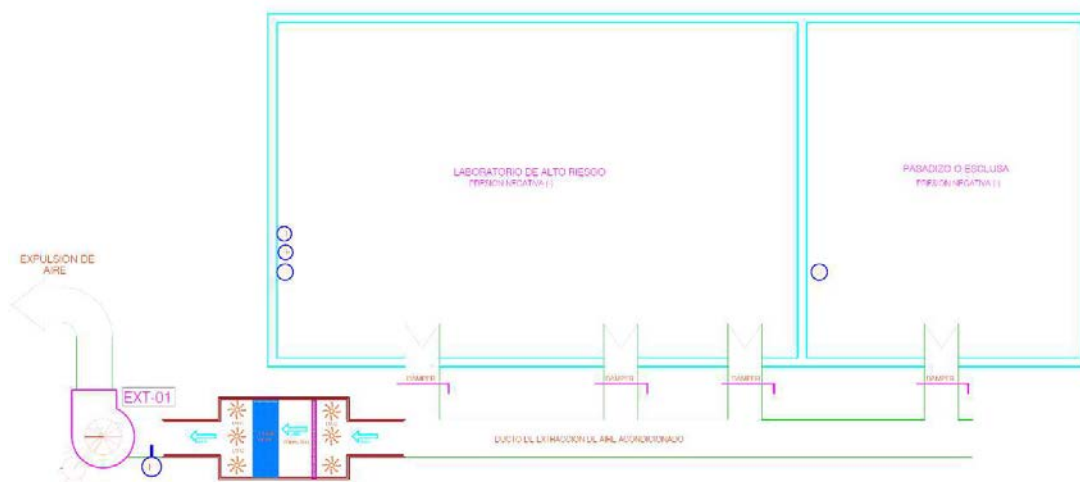 LABORATORIO DE ALTO RIESGO
PRESION NEGATIVA (-)
PASADIZO O ESCLUSA
PRESION NEGATIVA (-)
EXPULSION DE
AIRE
DAMPER
DAMPER
DAMPER
DAMPER
EXT-01
DUCTO DE EXTRACCION DE AIRE ACONDICIONADO